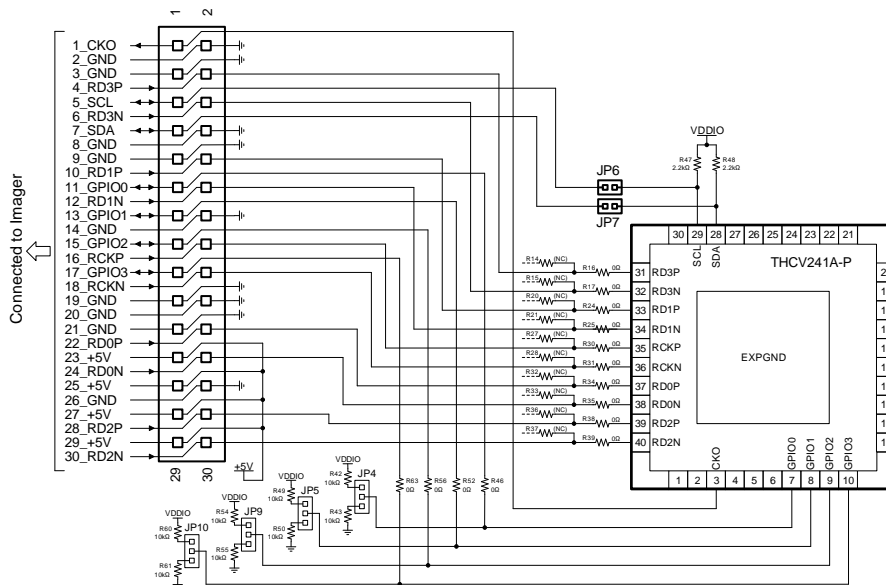 1 2
1_CKO
2_GND
3_GND
4_RD3P
5_SCL
6_RD3N
7_SDA
8_GND
9_GND
10_RD1P
11_GPIO0
12_RD1N
13_GPIO1
14_GND
15_GPIO2
16_RCKP
17_GPIO3
18_RCKN
19_GND
20_GND
21_GND
22_RD0P
23_+5V
24_RD0N
25_+5V
26_GND
27_+5V
28_RD2P
29_+5V
30_RD2N
29 30
Connected to Imager
+5V
VDDIO
R47 2.2kΩ
R48 2.2kΩ
JP6
JP7
30 29 28 27 26 25 24 23 22 21
SCL SDA
THCV241A-P
EXPGND
R14 (NC) R16 0Ω 31 RD3P
R15 (NC) R17 0Ω 32 RD3N
R20 (NC) R24 0Ω 33 RD1P
R21 (NC) R25 0Ω 34 RD1N
R27 (NC) R30 0Ω 35 RCKP
R28 (NC) R31 0Ω 36 RCKN
R32 (NC) R34 0Ω 37 RD0P
R33 (NC) R35 0Ω 38 RD0N
R36 (NC) R38 0Ω 39 RD2P
R37 (NC) R39 0Ω 40 RD2N
CKO GPIO0 GPIO1 GPIO2 GPIO3
1 2 3 4 5 6 7 8 9 10
R63 0Ω
R56 0Ω
R52 0Ω
R46 0Ω
VDDIO
R42 10kΩ
JP4
R43 10kΩ
VDDIO
R49 10kΩ
JP5
R50 10kΩ
VDDIO
R54 10kΩ
JP9
R55 10kΩ
VDDIO
R60 10kΩ
JP10
R61 10kΩ